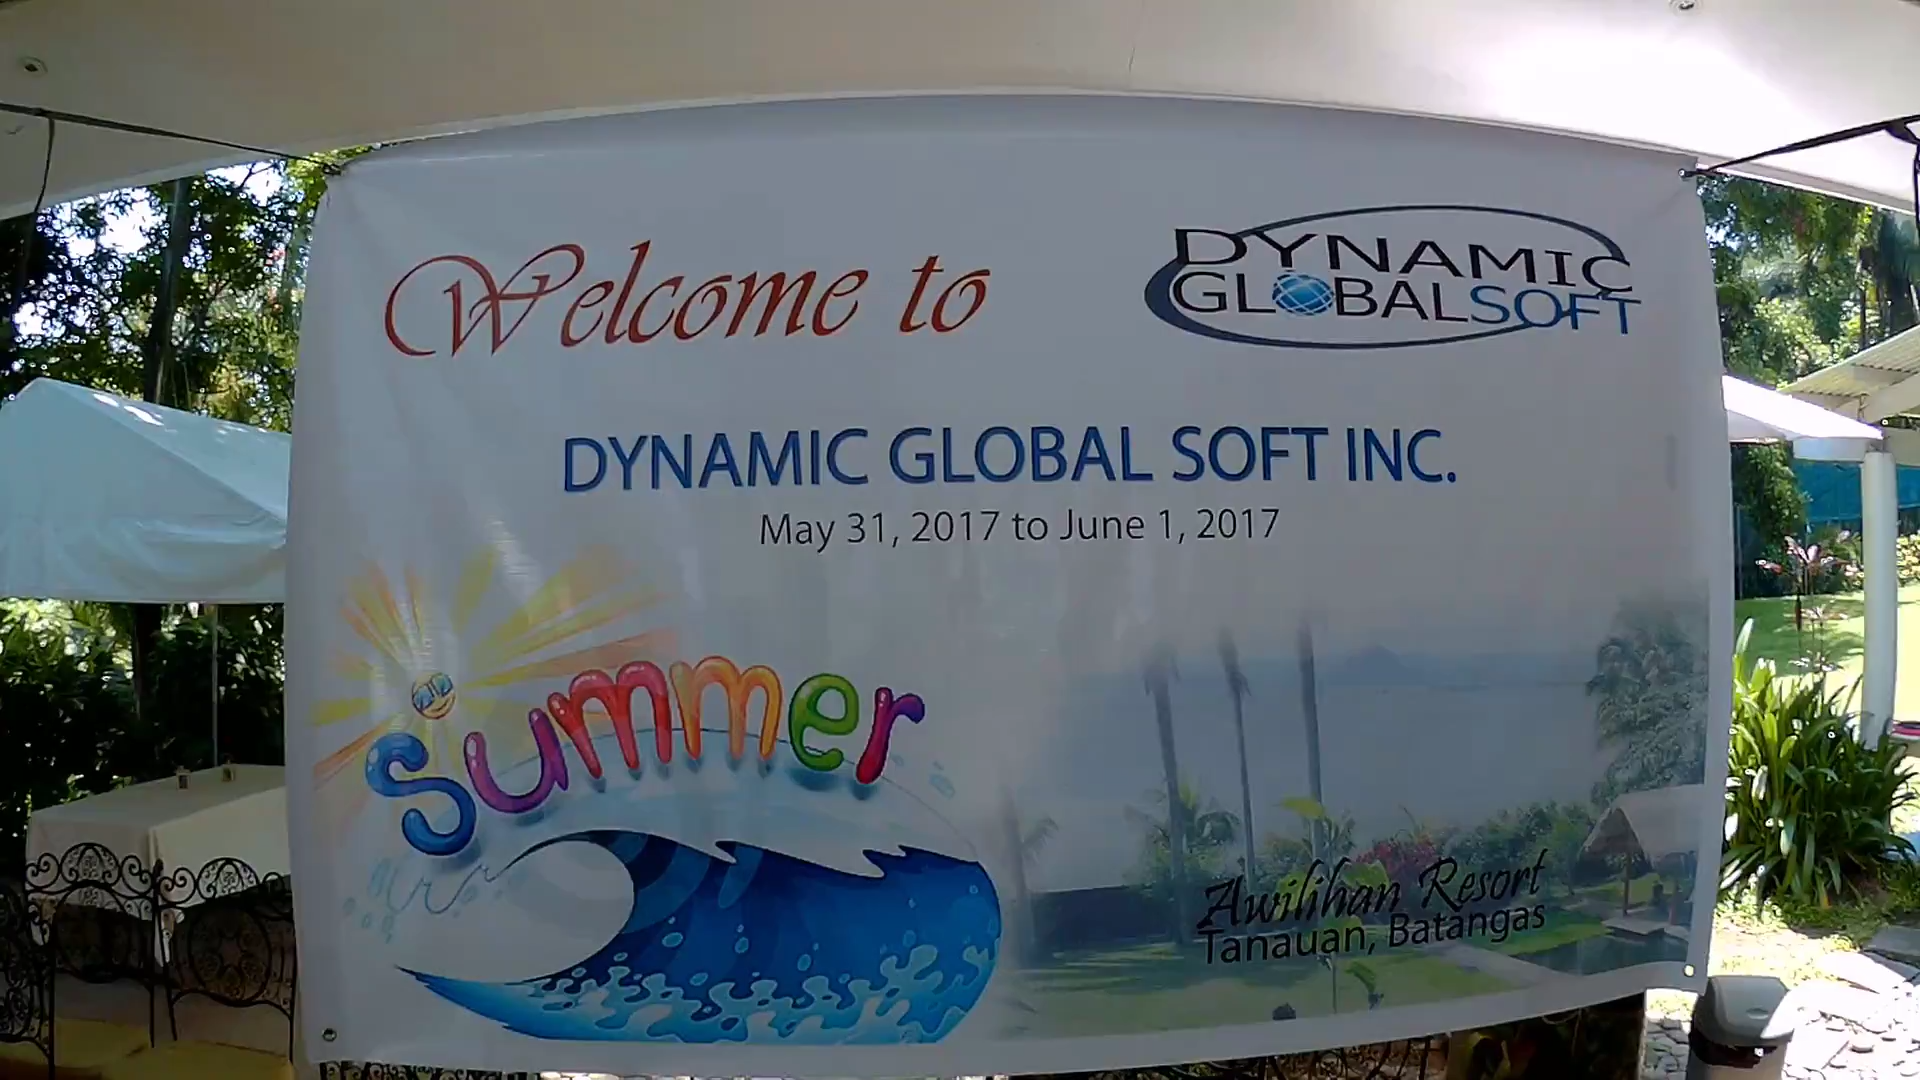 Welcome to
DYNAMIC
GLOBALSOFT
DYNAMIC GLOBAL SOFT INC.
May 31, 2017 to June 1, 2017
summer
Awilihan Resort
Tanauan, Batangas